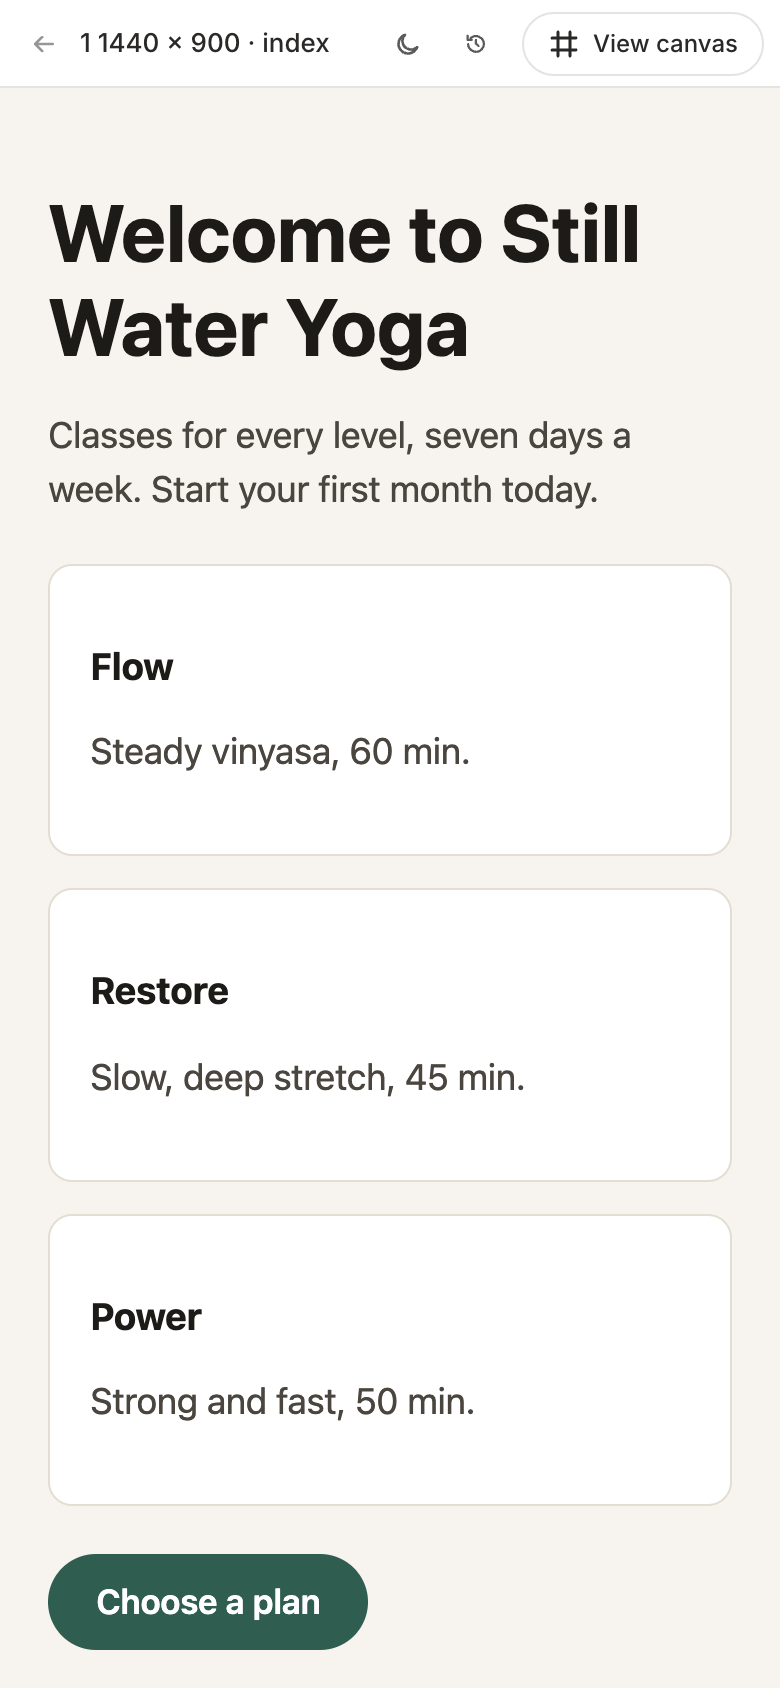 1 1440 × 900 · index
View canvas
Welcome to Still
Water Yoga
Classes for every level, seven days a
week. Start your first month today.
Flow
Steady vinyasa, 60 min.
Restore
Slow, deep stretch, 45 min.
Power
Strong and fast, 50 min.
Choose a plan